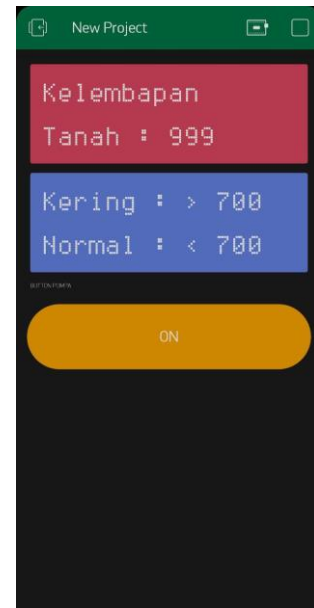 New Project
Kelembapan
Tanah : 999
Kering : > 700
Normal : < 700
BUTTON POMPA
ON